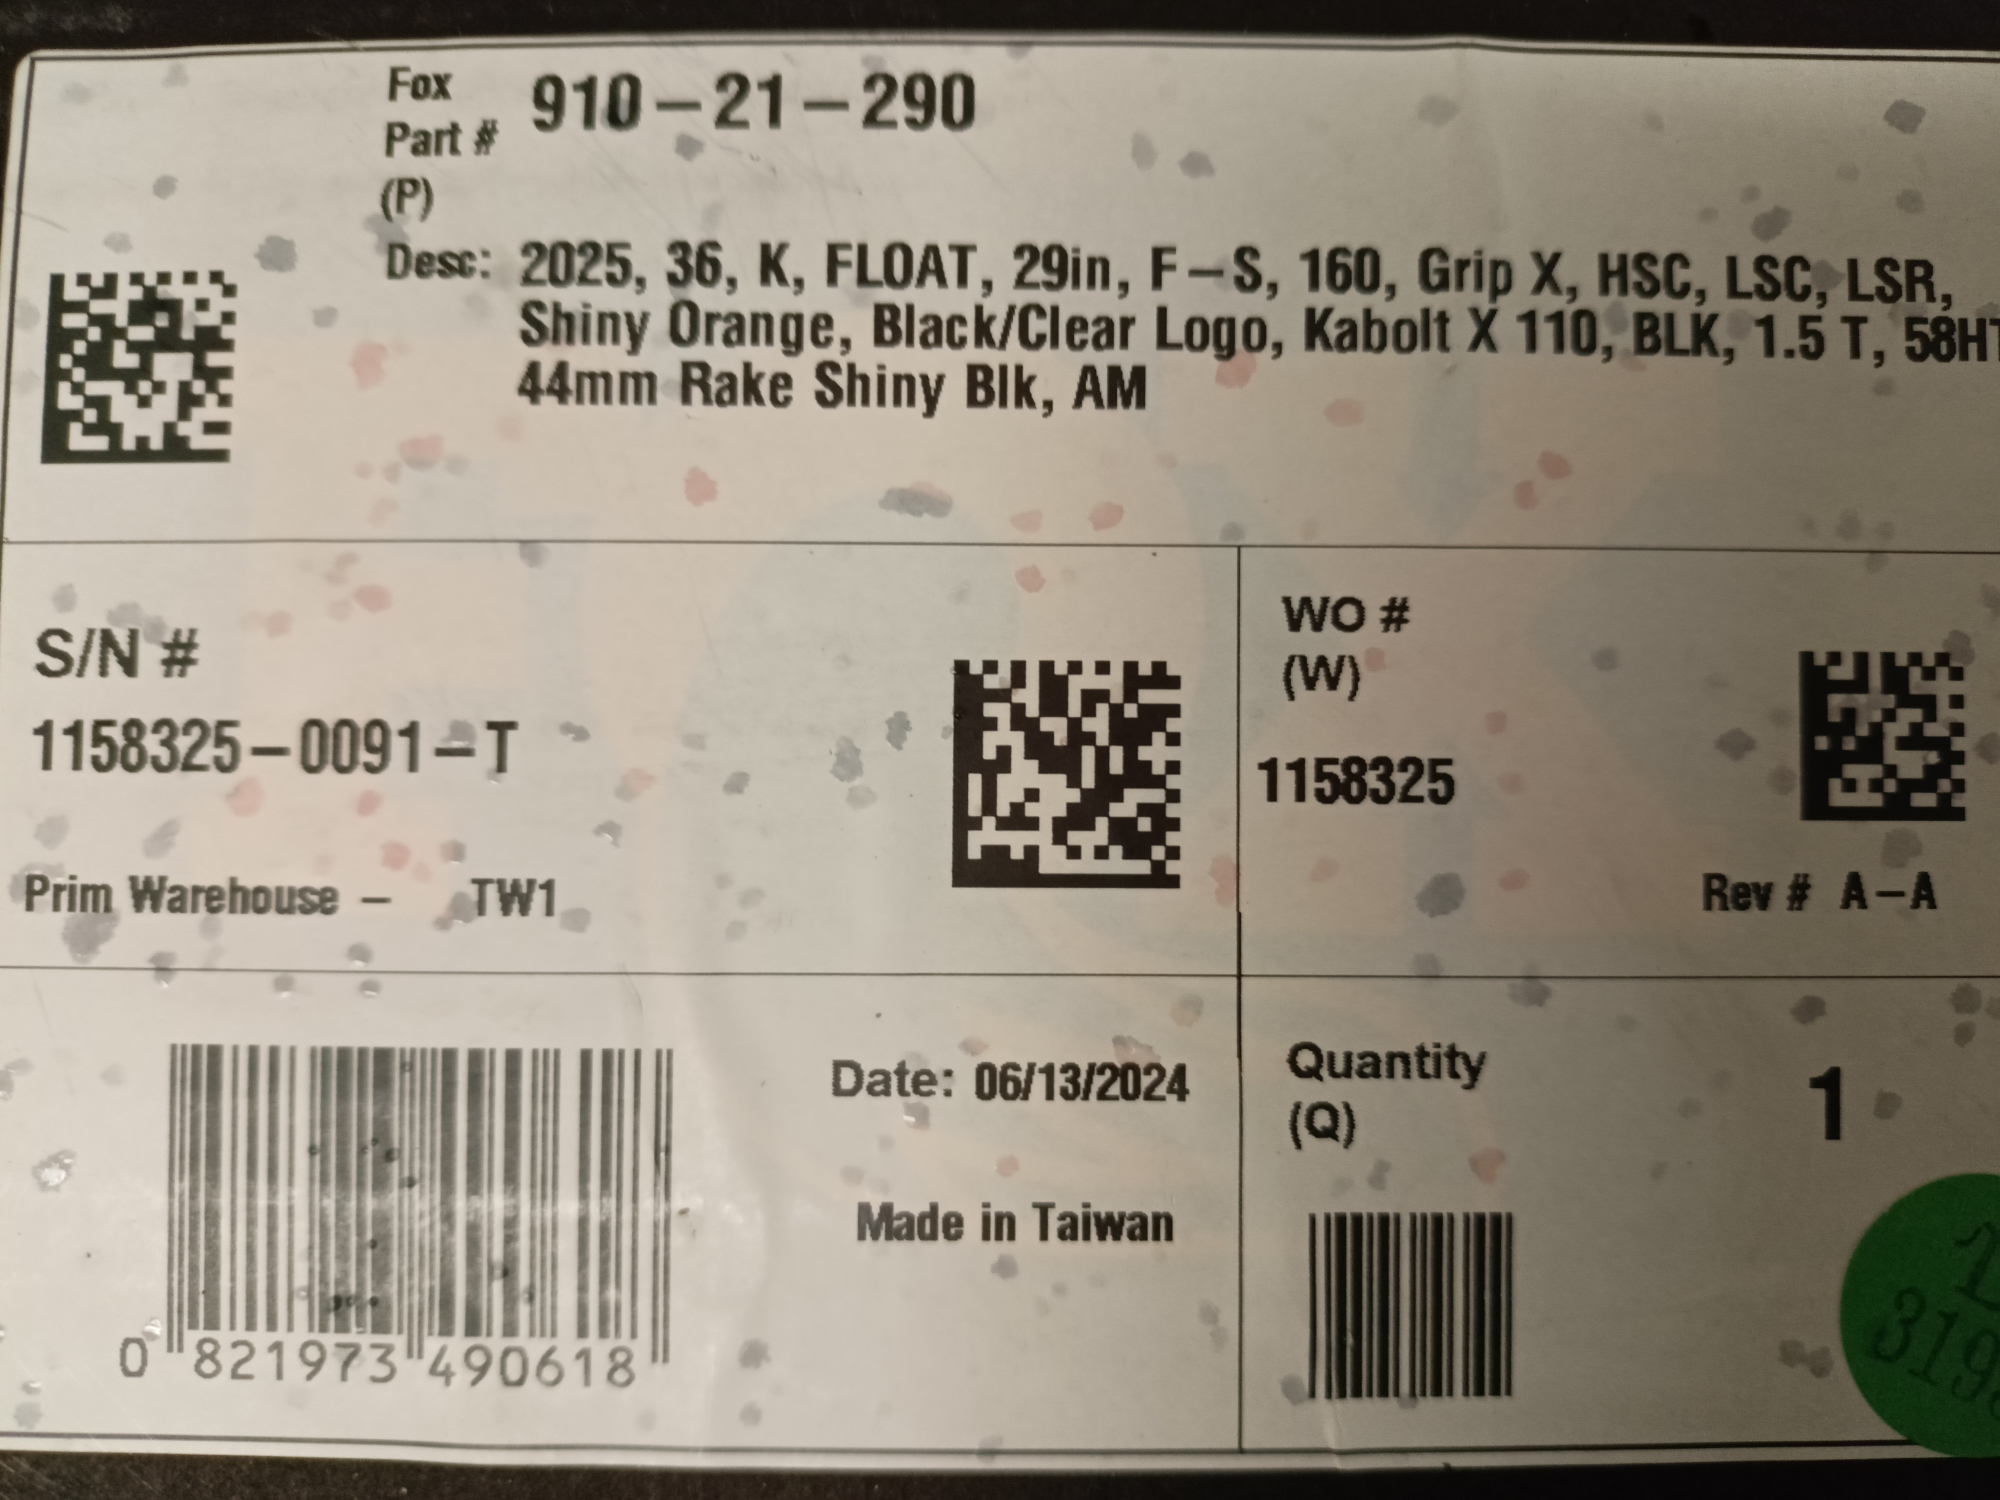 Fox 910-21-290
Part #
(P)
Desc: 2025, 36, K, FLOAT, 29in, F-S, 160, Grip X, HSC, LSC, LSR,
Shiny Orange, Black/Clear Logo, Kabolt X 110, BLK, 1.5 T, 58HT
44mm Rake Shiny Blk, AM
S/N #
1158325-0091-T
Prim Warehouse - TW1
WO #
(W)
1158325
Rev # A-A
0 821973 490618
Date: 06/13/2024
Made in Taiwan
Quantity
(Q)
1